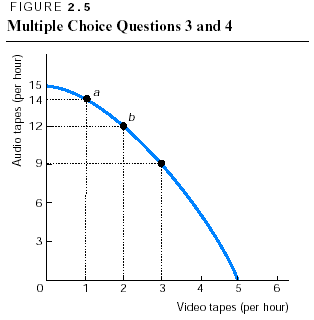 FIGURE 2.5
Multiple Choice Questions 3 and 4
Audio tapes (per hour)
15
14
12
9
6
3
0
a
b
1 2 3 4 5 6
Video tapes (per hour)